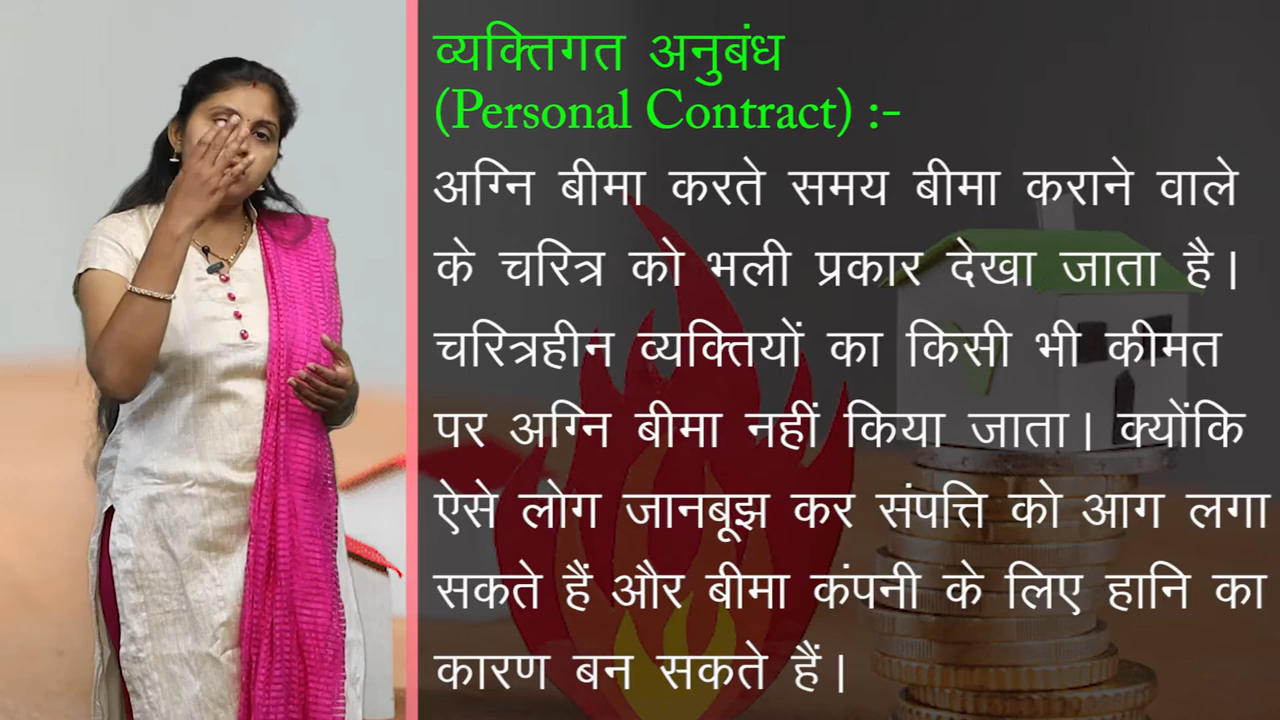 व्यक्तिगत अनुबंध
(Personal Contract) :-
अग्नि बीमा करते समय बीमा कराने वाले
के चरित्र को भली प्रकार देखा जाता है।
चरित्रहीन व्यक्तियों का किसी भी कीमत
पर अग्नि बीमा नहीं किया जाता। क्योंकि
ऐसे लोग जानबूझ कर संपत्ति को आग लगा
सकते हैं और बीमा कंपनी के लिए हानि का
कारण बन सकते हैं।